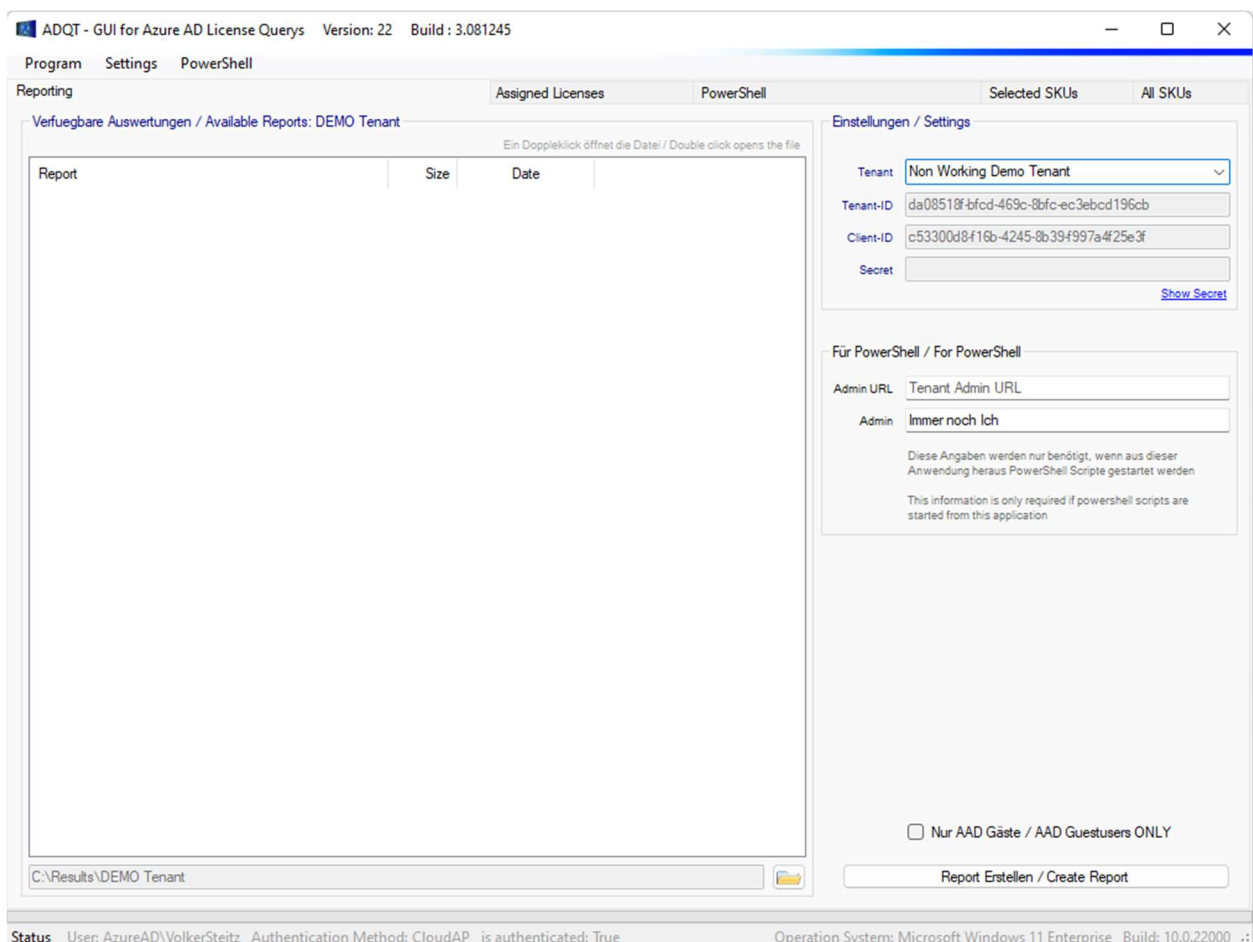 ADQT - GUI for Azure AD License Querys Version: 22 Build : 3.081245
Program Settings PowerShell
Reporting Assigned Licenses PowerShell Selected SKUs All SKUs
Verfuegbare Auswertungen / Available Reports: DEMO Tenant
Ein Doppleklick öffnet die Datei / Double click opens the file
Report Size Date
Einstellungen / Settings
Tenant Non Working Demo Tenant
Tenant-ID da08518f-bfcd-469c-8bfc-ec3ebcd196cb
Client-ID c53300d8-f16b-4245-8b39-f997a4f25e3f
Secret
Show Secret
Für PowerShell / For PowerShell
Admin URL Tenant Admin URL
Admin Immer noch Ich
Diese Angaben werden nur benötigt, wenn aus dieser
Anwendung heraus PowerShell Scripte gestartet werden
This information is only required if powershell scripts are
started from this application
Nur AAD Gäste / AAD Guestusers ONLY
C:\Results\DEMO Tenant
Report Erstellen / Create Report
Status User: AzureAD\VolkerSteitz Authentication Method: CloudAP is authenticated: True Operation System: Microsoft Windows 11 Enterprise Build: 10.0.22000